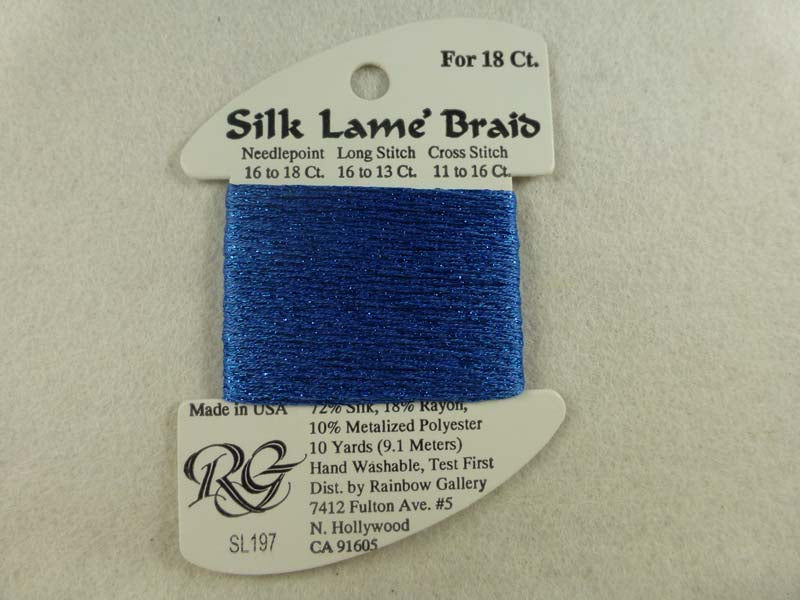 For 18 Ct.
Silk Lame' Braid
Needlepoint Long Stitch Cross Stitch
16 to 18 Ct. 16 to 13 Ct. 11 to 16 Ct.
Made in USA
RG
SL197
72% Silk, 18% Rayon,
10% Metalized Polyester
10 Yards (9.1 Meters)
Hand Washable, Test First
Dist. by Rainbow Gallery
7412 Fulton Ave. #5
N. Hollywood
CA 91605